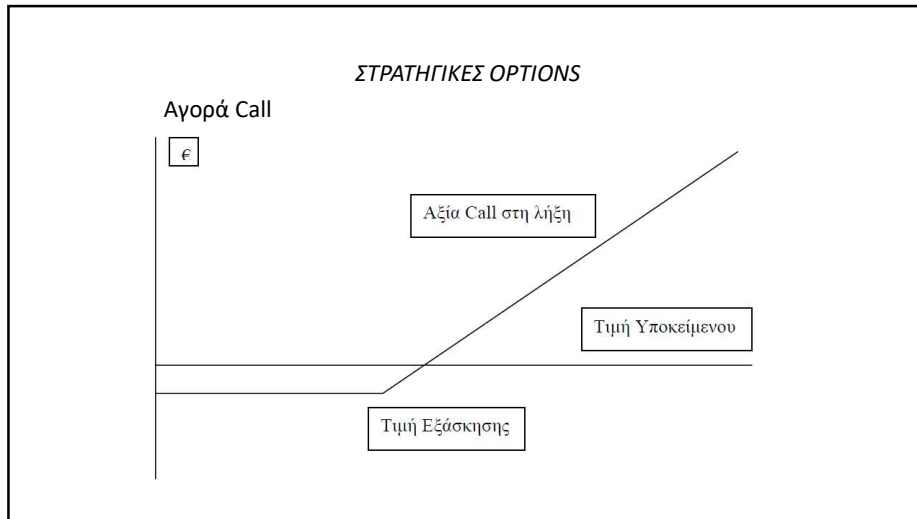 ΣΤΡΑΤΗΓΙΚΕΣ OPTIONS
Αγορά Call
€
Αξία Call στη λήξη
Τιμή Υποκείμενου
Τιμή Εξάσκησης